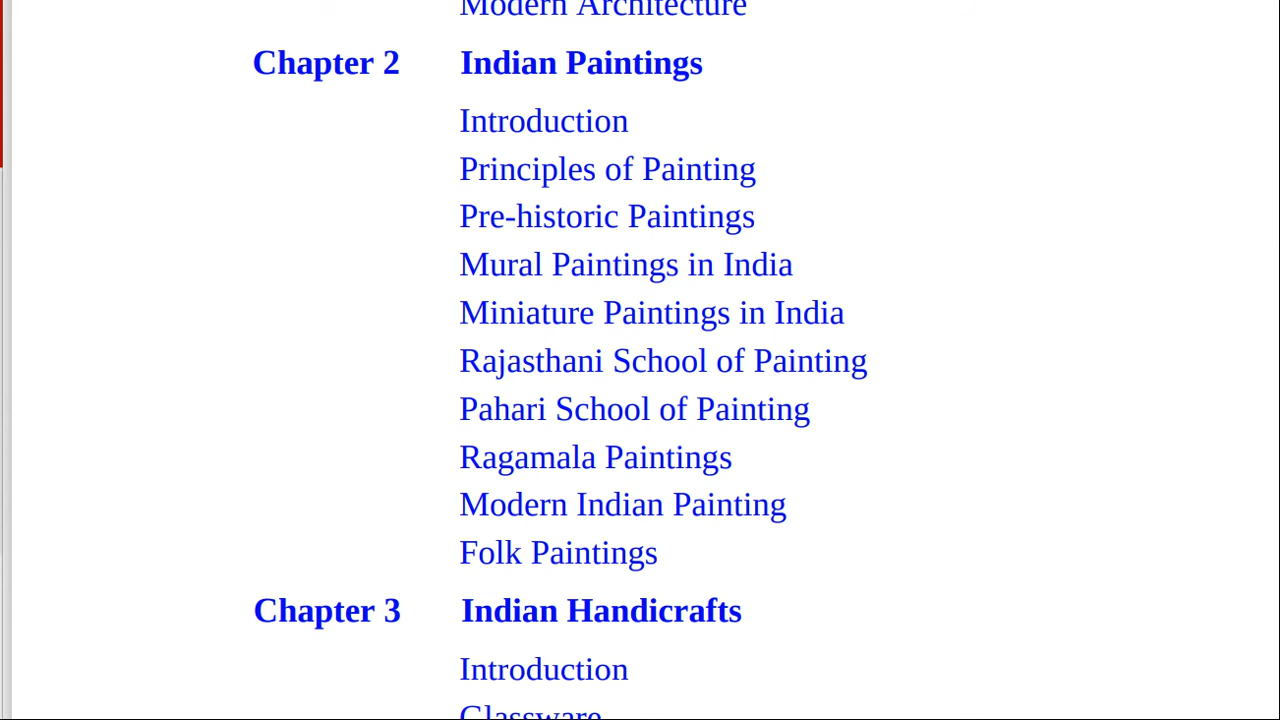 Modern Architecture
Chapter 2 Indian Paintings
Introduction
Principles of Painting
Pre-historic Paintings
Mural Paintings in India
Miniature Paintings in India
Rajasthani School of Painting
Pahari School of Painting
Ragamala Paintings
Modern Indian Painting
Folk Paintings
Chapter 3 Indian Handicrafts
Introduction
Glassware